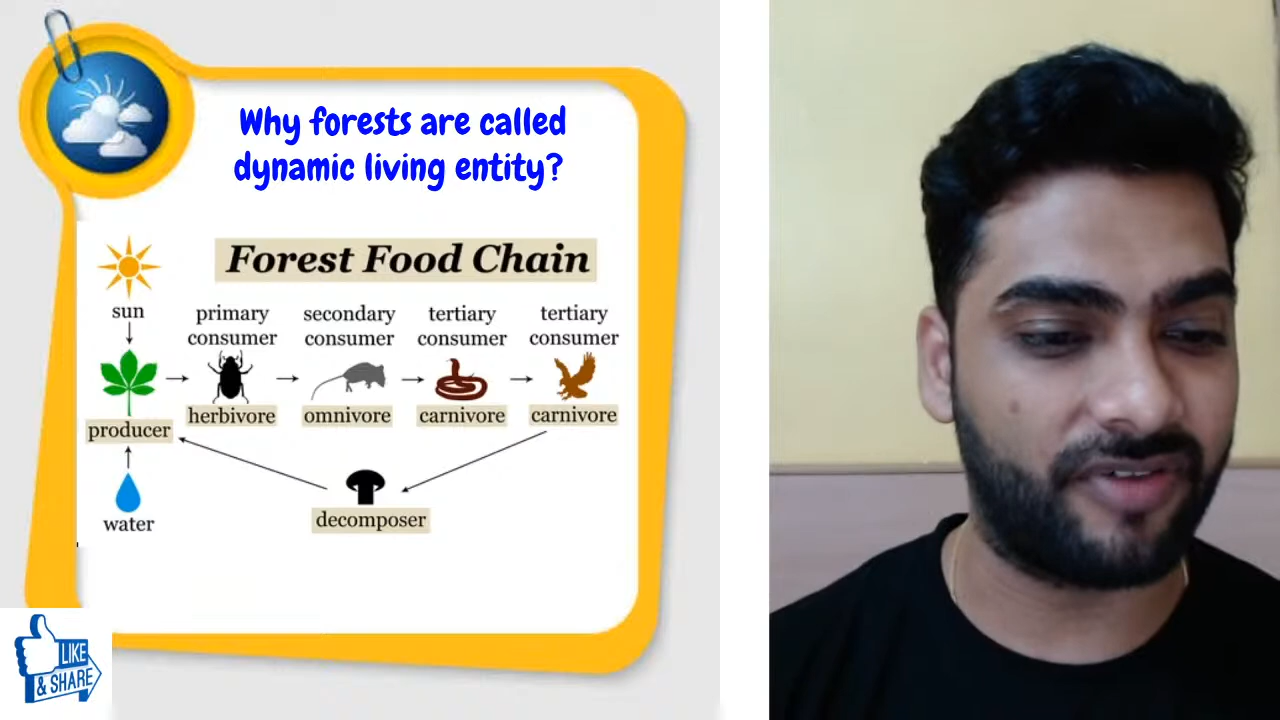 Why forests are called
dynamic living entity?
Forest Food Chain
sun
primary
consumer
secondary
consumer
tertiary
consumer
tertiary
consumer
producer
herbivore
omnivore
carnivore
carnivore
water
decomposer
LIKE
& SHARE